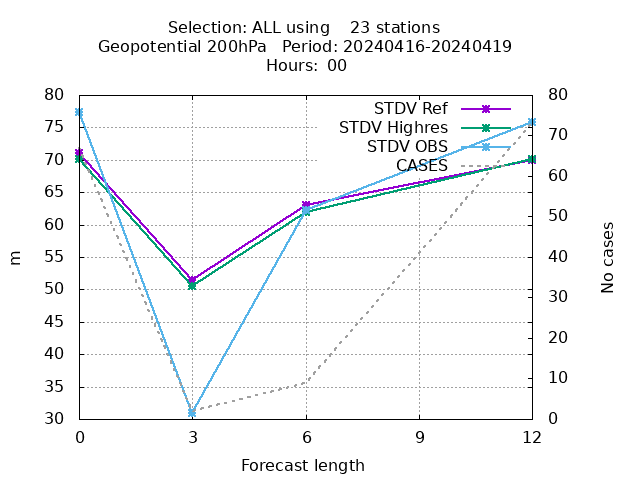 Selection: ALL using    23 stations
Geopotential 200hPa   Period: 20240416-20240419
Hours:  00
80 80
STDV Ref
75
STDV Highres
70
STDV OBS
70
CASES
60
65
60
50
55
40
50
30
45
40
20
35
10
30 0
0 3 6 9 12
Forecast length
m
No cases